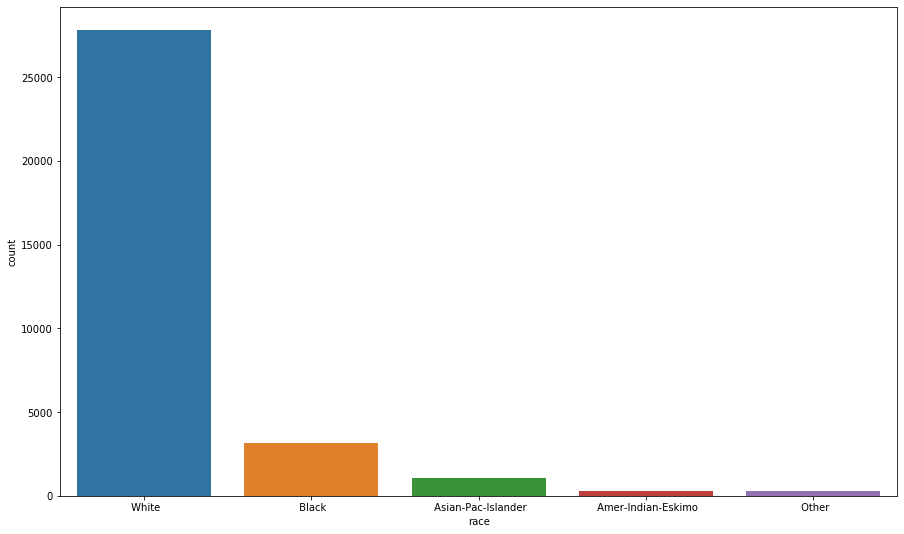 25000
20000
15000
10000
5000
0
count
White Black Asian-Pac-Islander Amer-Indian-Eskimo Other
race